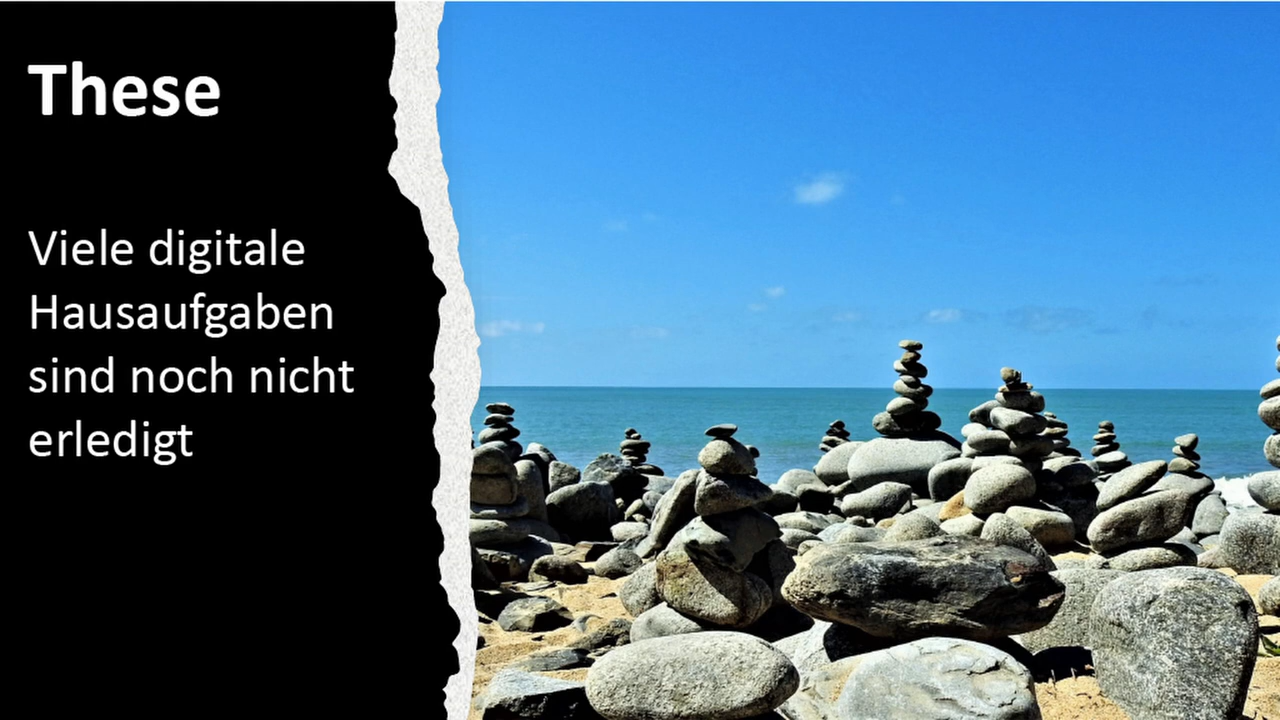 These
Viele digitale
Hausaufgaben
sind noch nicht
erledigt